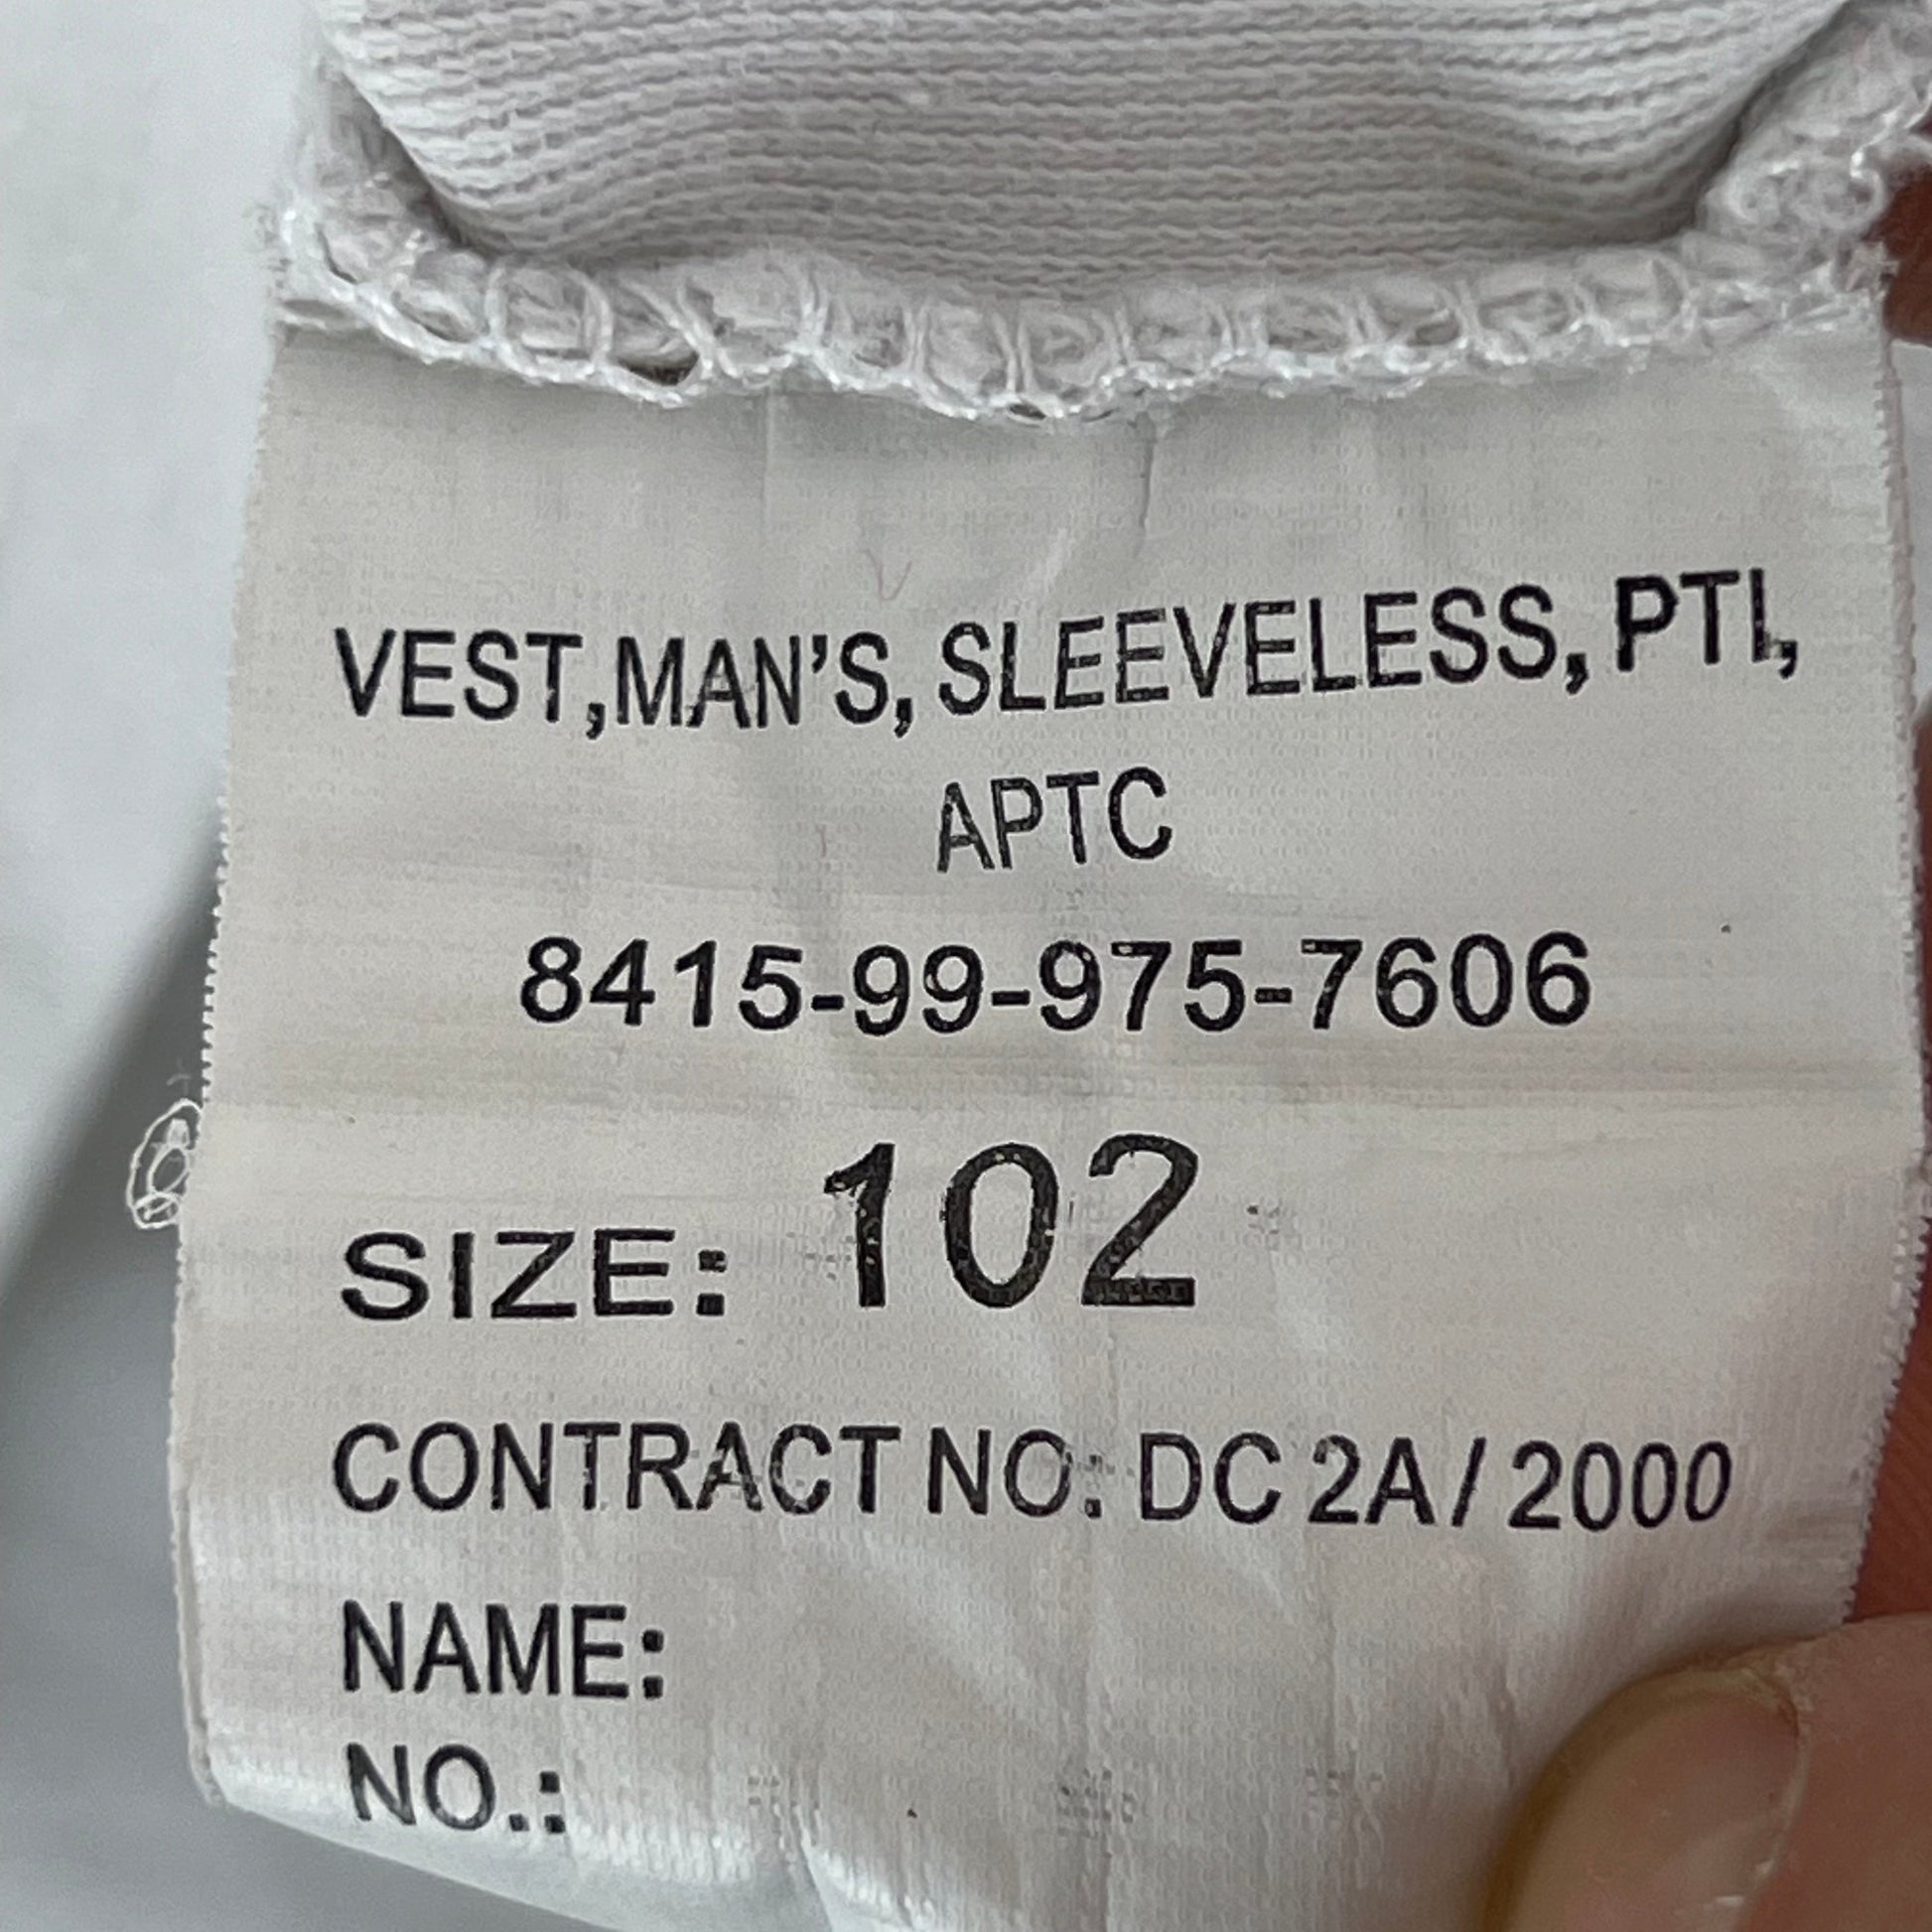 VEST,MAN'S, SLEEVELESS, PTI,
APTC
8415-99-975-7606
SIZE: 102
CONTRACT NO: DC 2A/ 2000
NAME:
NO.: